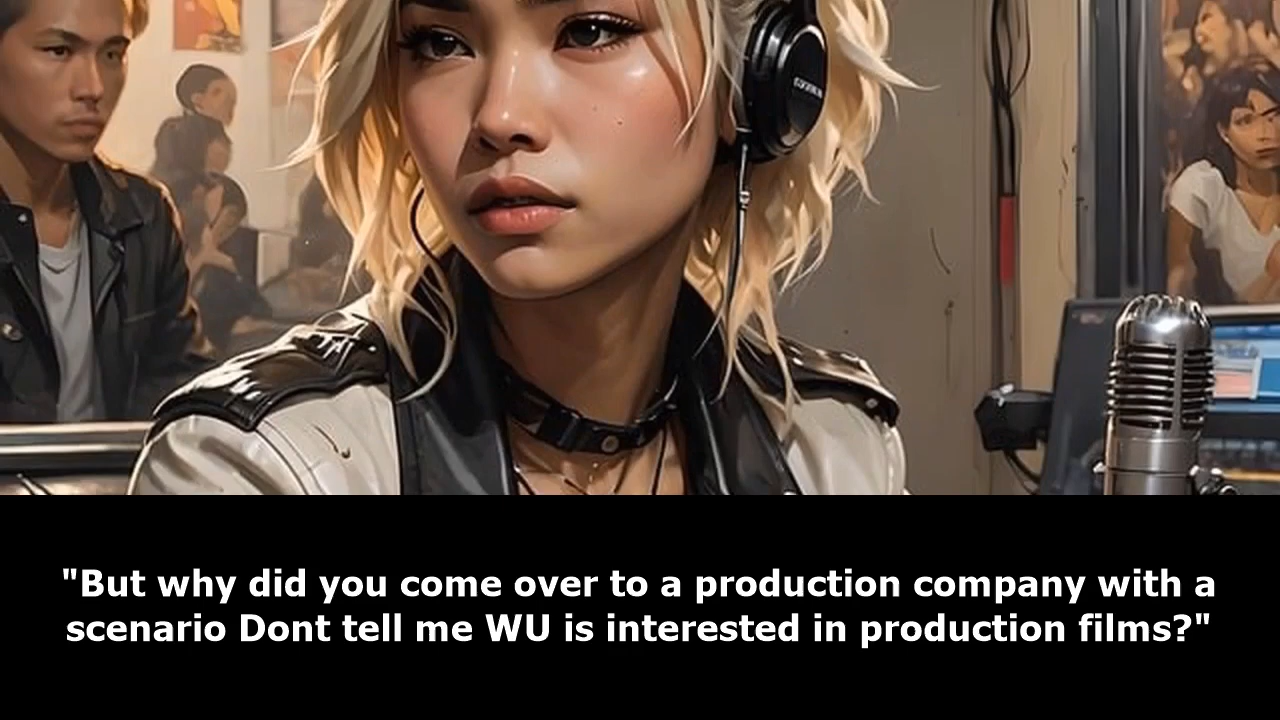 "But why did you come over to a production company with a
scenario Dont tell me WU is interested in production films?"